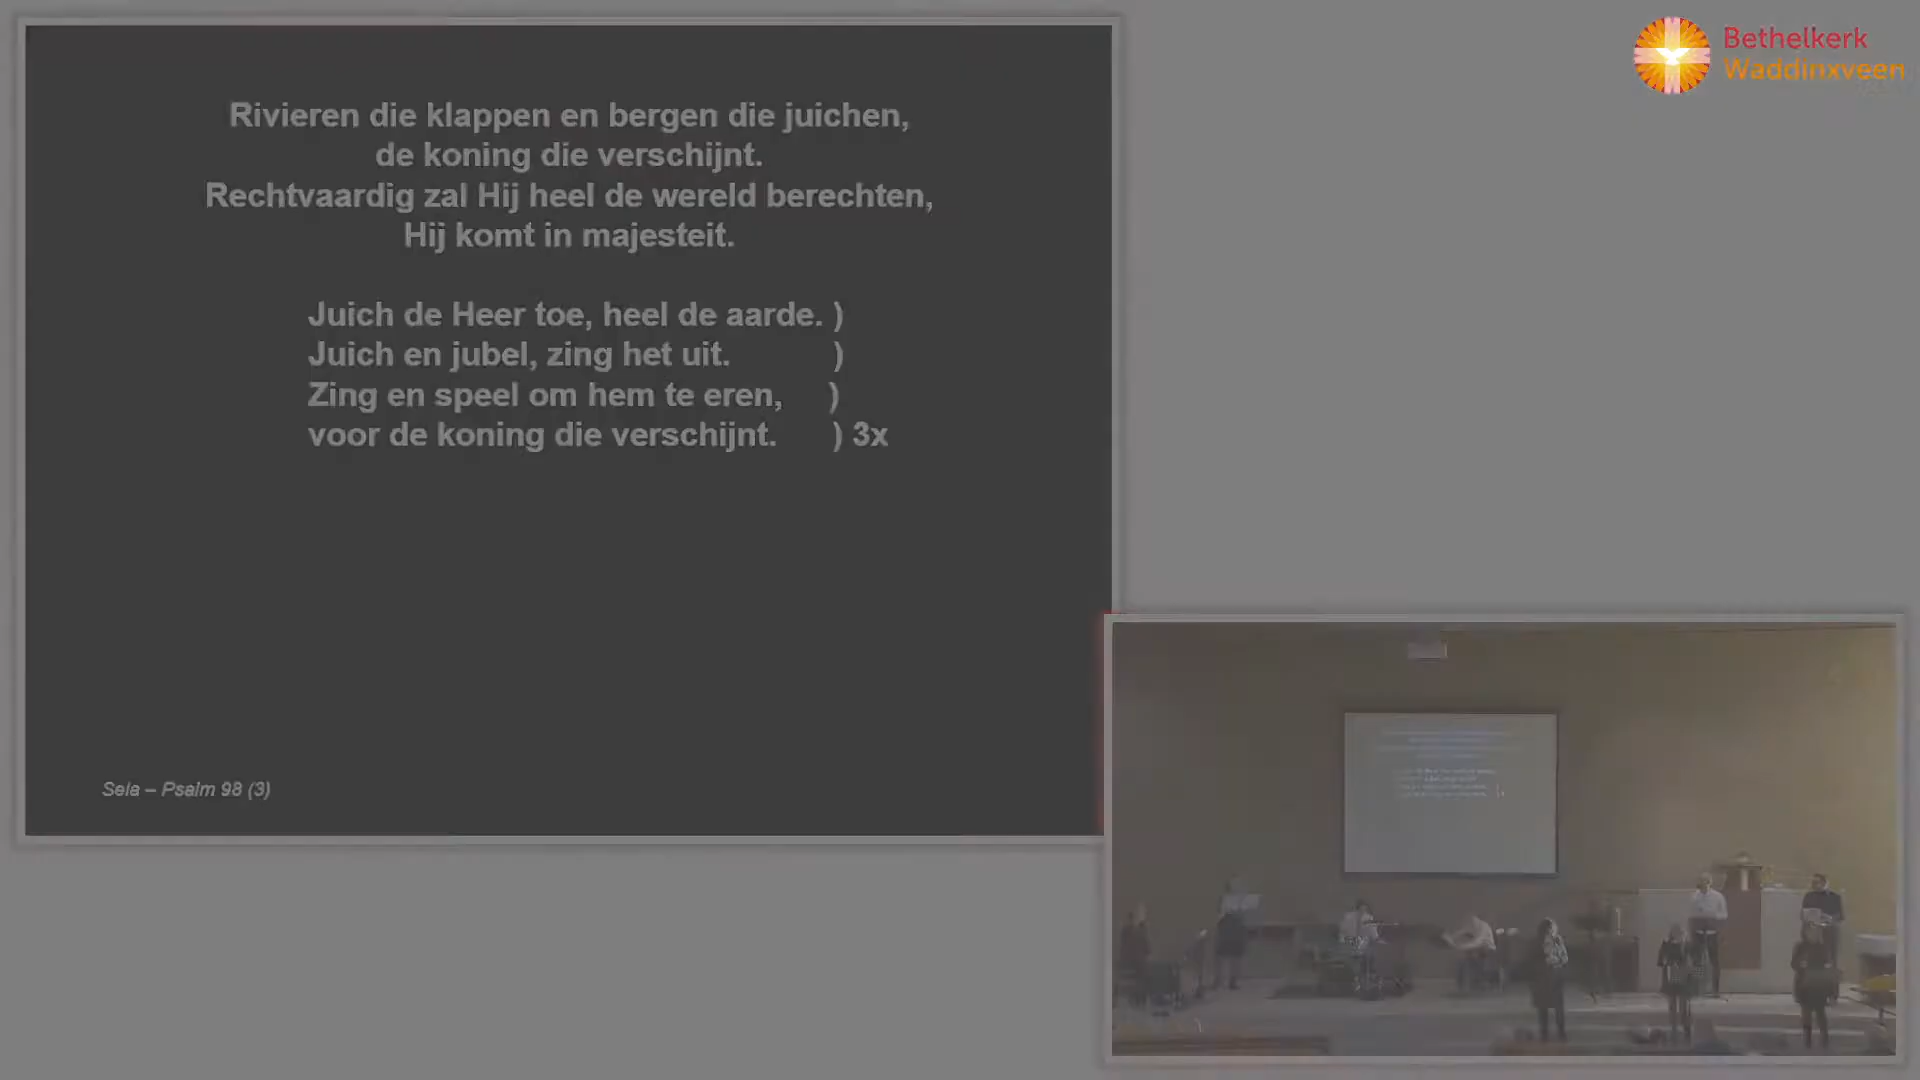 Rivieren die klappen en bergen die juichen,
de koning die verschijnt.
Rechtvaardig zal Hij heel de wereld berechten,
Hij komt in majesteit.
Juich de Heer toe, heel de aarde. )
Juich en jubel, zing het uit. )
Zing en speel om hem te eren, )
voor de koning die verschijnt. ) 3x
Sela – Psalm 98 (3)
Bethelkerk
Waddinxveen